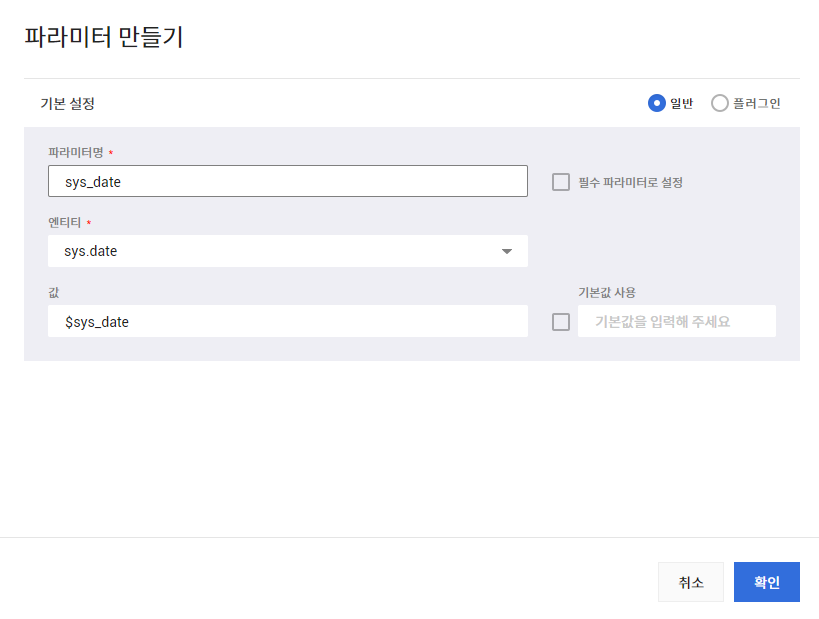 파라미터 만들기
기본 설정
일반
플러그인
파라미터명 *
sys_date
필수 파라미터로 설정
엔티티 *
sys.date
값
기본값 사용
$sys_date
기본값을 입력해 주세요
취소
확인